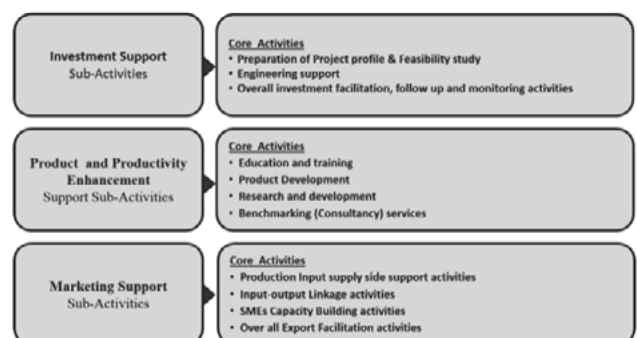 Investment Support
Sub-Activities
Core Activities
• Preparation of Project profile & Feasibility study
• Engineering support
• Overall investment facilitation, follow up and monitoring activities
Product and Productivity
Enhancement
Support Sub-Activities
Core Activities
• Education and training
• Product Development
• Research and development
• Benchmarking (Consultancy) services
Marketing Support
Sub-Activities
Core Activities
• Production Input supply side support activities
• Input-output Linkage activities
• SMEs Capacity Building activities
• Over all Export Facilitation activities